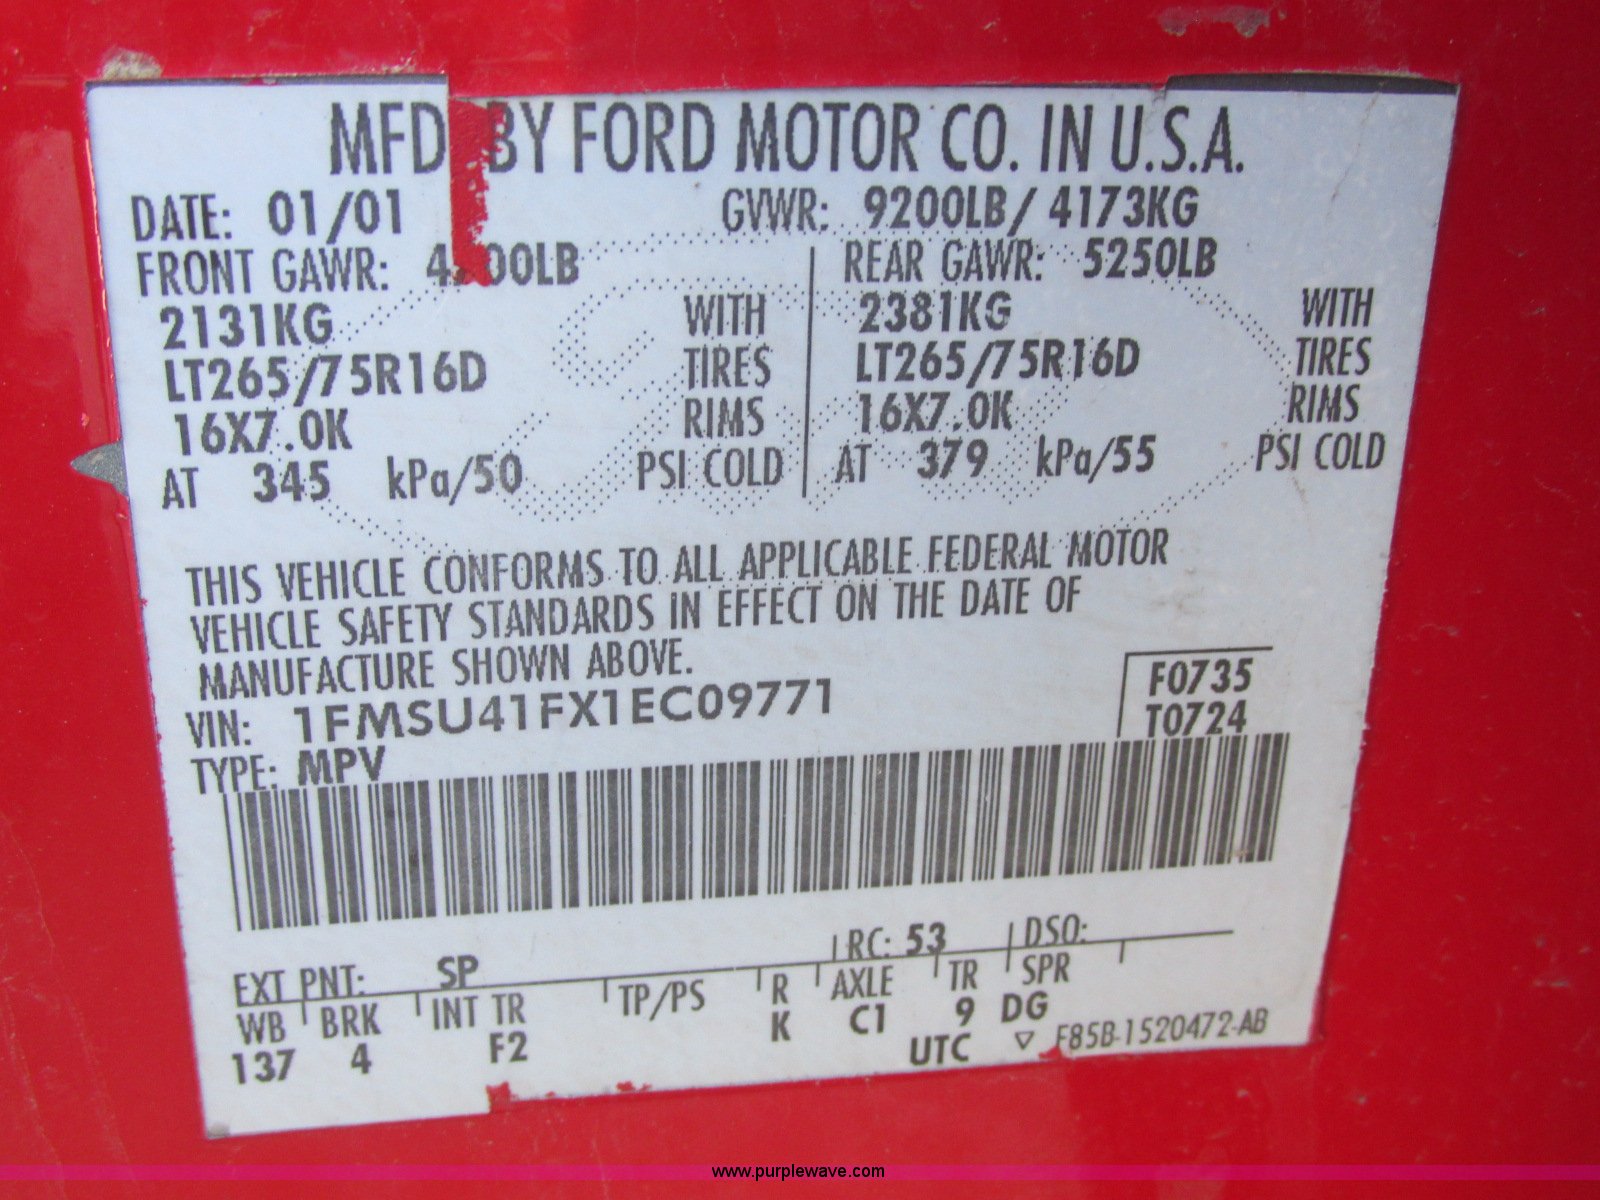 MFD BY FORD MOTOR CO. IN U.S.A.
DATE: 01/01 GVWR: 9200LB/ 4173KG
FRONT GAWR: REAR GAWR: 5250LB
2131KG WITH 2381KG WITH
LT265/75R16D TIRES LT265/75R16D TIRES
16X7.0K RIMS 16X7.0K RIMS
AT 345 kPa/50 PSI COLD AT 379 kPa/55 PSI COLD
THIS VEHICLE CONFORMS TO ALL APPLICABLE FEDERAL MOTOR
VEHICLE SAFETY STANDARDS IN EFFECT ON THE DATE OF
MANUFACTURE SHOWN ABOVE.
F0735
VIN: 1FMSU41FX1EC09771
T0724
TYPE: MPV
RC: 53 DSO:
EXT PNT: SP
WB BRK INT TR TP/PS R AXLE TR SPR
137 4 F2 K C1 9 DG
UTC ▽ F85B-1520472-AB
www.purplewave.com